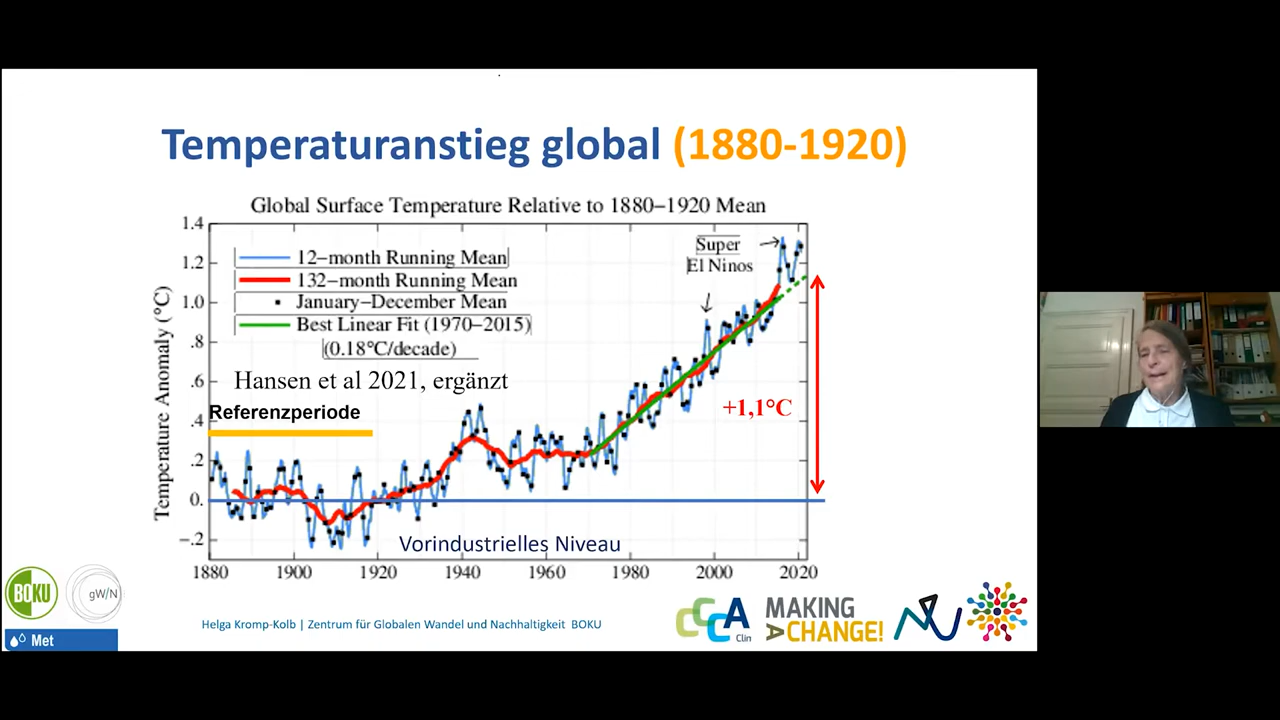 Temperaturanstieg global (1880-1920)
Global Surface Temperature Relative to 1880−1920 Mean
1.4
1.2
1.0
.8
.6
.4
.2
0.
−.2
Temperature Anomaly (°C)
12−month Running Mean
132−month Running Mean
January−December Mean
Best Linear Fit (1970−2015)
(0.18°C/decade)
Hansen et al 2021, ergänzt
Referenzperiode
Super
El Ninos
+1,1°C
Vorindustrielles Niveau
1880 1900 1920 1940 1960 1980 2000 2020
BOKU
gW/N
Met
Helga Kromp-Kolb | Zentrum für Globalen Wandel und Nachhaltigkeit BOKU
CCCA
Clin
MAKING
A CHANGE!